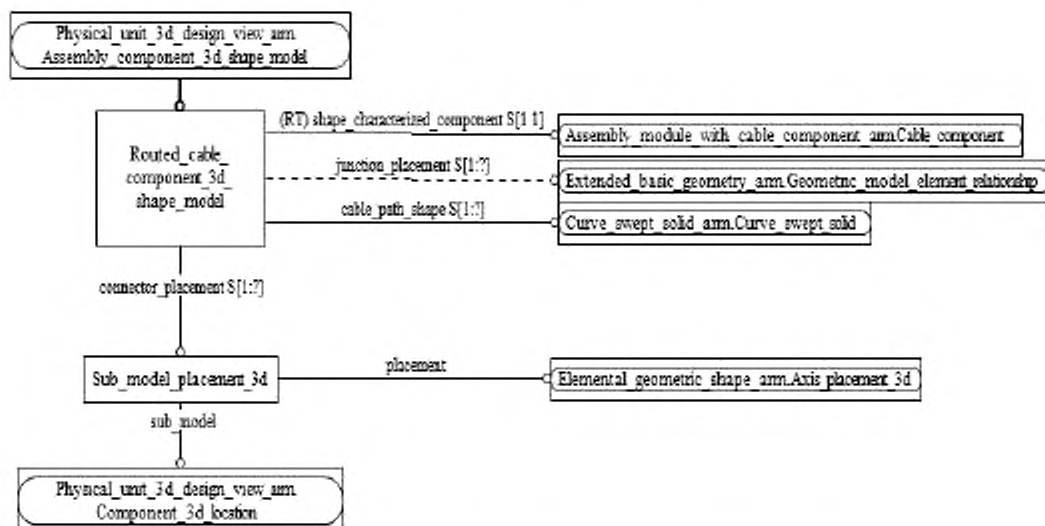 Physical_unit_3d_design_view_arm.
Assembly_component_3d_shape_model
Routed_cable_
component_3d_
shape_model
(RT) shape_characterized_component S[1:1]
Assembly_module_with_cable_component_arm.Cable_component
junction_placement S[1:?]
Extended_basic_geometry_arm.Geometric_model_element_relationship
cable_path_shape S[1:?]
Curve_swept_solid_arm.Curve_swept_solid
connector_placement S[1:?]
Sub_model_placement_3d
placement
Elemental_geometric_shape_arm.Axis_placement_3d
sub_model
Physical_unit_3d_design_view_arm.
Component_3d_location